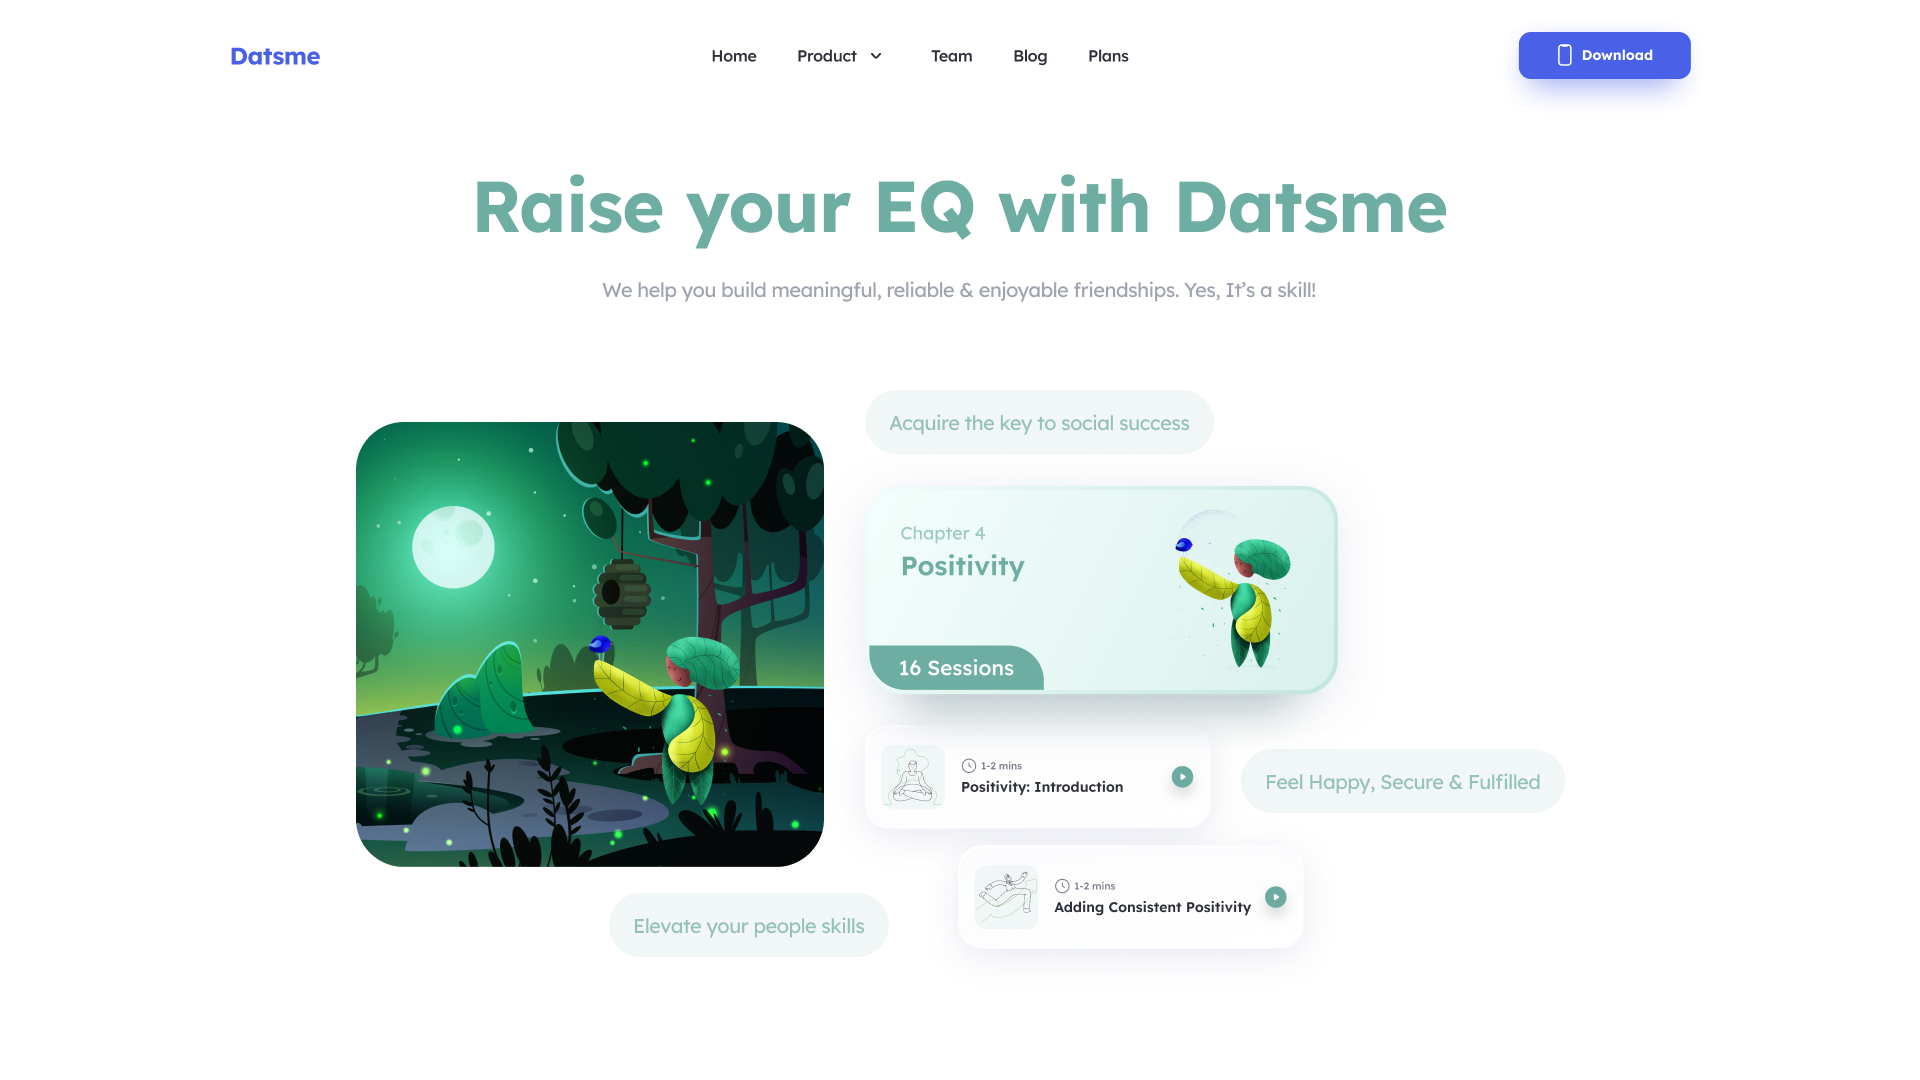 Datsme
Home
Product
Team
Blog
Plans
Download
Raise your EQ with Datsme
We help you build meaningful, reliable & enjoyable friendships. Yes, It’s a skill!
Acquire the key to social success
Chapter 4
Positivity
16 Sessions
1-2 mins
Positivity: Introduction
Feel Happy, Secure & Fulfilled
1-2 mins
Adding Consistent Positivity
Elevate your people skills